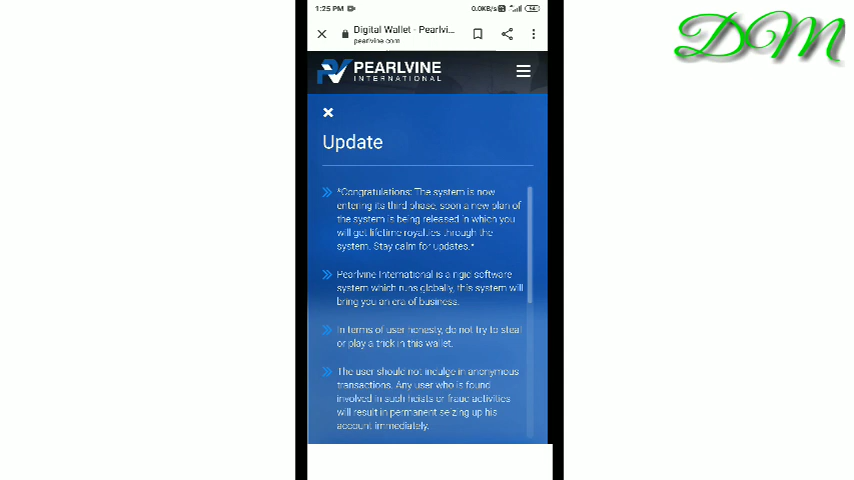 1:25 PM
0.0KB/s
Digital Wallet - Pearlvi...
pearlvine.com
DM
PEARLVINE
INTERNATIONAL
Update
*Congratulations: The system is now
entering its third phase, soon a new plan of
the system is being released in which you
will get lifetime royalties through the
system. Stay calm for updates.*
Pearlvine International is a rigid software
system which runs globally, this system will
bring you an era of business.
In terms of user honesty, do not try to steal
or play a trick in this wallet.
The user should not indulge in anonymous
transactions. Any user who is found
involved in such heists or fraud activities
will result in permanent seizing up his
account immediately.